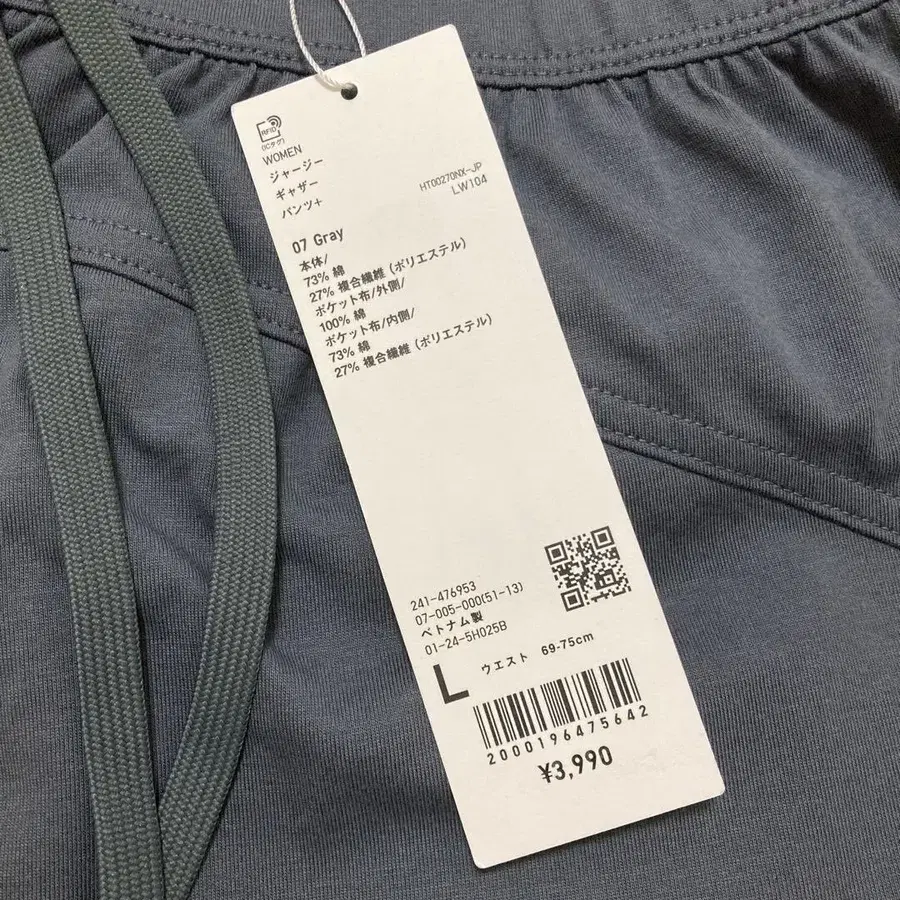 RFID
(ICタグ)
WOMEN
ジャージー
ギャザー
パンツ+
HT00270NX-JP
LW104
07 Gray
本体/
73% 綿
27% 複合繊維 (ポリエステル)
ポケット布/外側/
100% 綿
ポケット布/内側/
73% 綿
27% 複合繊維 (ポリエステル)
241-476953
07-005-000(51-13)
ベトナム製
01-24-5H025B
L ウエスト 69-75cm
2000196475642
¥3,990